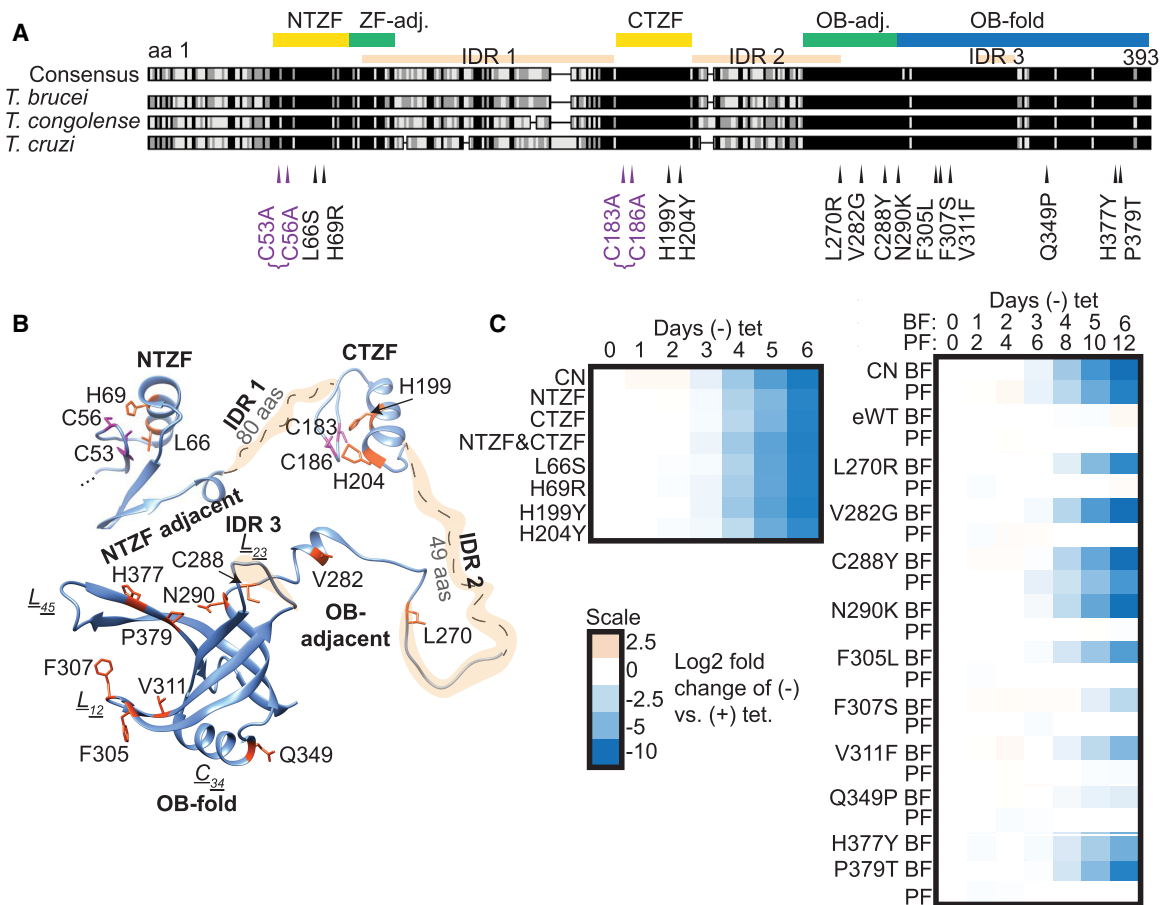 A
NTZF ZF-adj. CTZF OB-adj. OB-fold
aa 1 IDR 1 IDR 2 IDR 3 393
Consensus
T. brucei
T. congolense
T. cruzi
C53A C56A L66S H69R C183A C186A H199Y H204Y L270R V282G C288Y N290K F305L F307S V311F Q349P H377Y P379T
B
NTZF
H69
C56
C53
L66
IDR 1
80 aas
CTZF
H199
C183
C186
H204
NTZF adjacent
IDR 2
49 aas
IDR 3
L23
C288
H377
N290
V282
OB-adjacent
L270
L45
P379
F307
V311
L12
F305
Q349
C34
OB-fold
C
Days (-) tet
0 1 2 3 4 5 6
CN
NTZF
CTZF
NTZF&CTZF
L66S
H69R
H199Y
H204Y
Scale
2.5
0
-2.5
-5
-10
Log2 fold
change of (-)
vs. (+) tet.
Days (-) tet
BF: 0 1 2 3 4 5 6
PF: 0 2 4 6 8 10 12
CN BF
PF
eWT BF
PF
L270R BF
PF
V282G BF
PF
C288Y BF
PF
N290K BF
PF
F305L BF
F307S BF
PF
V311F BF
PF
Q349P BF
PF
H377Y BF
P379T BF
PF